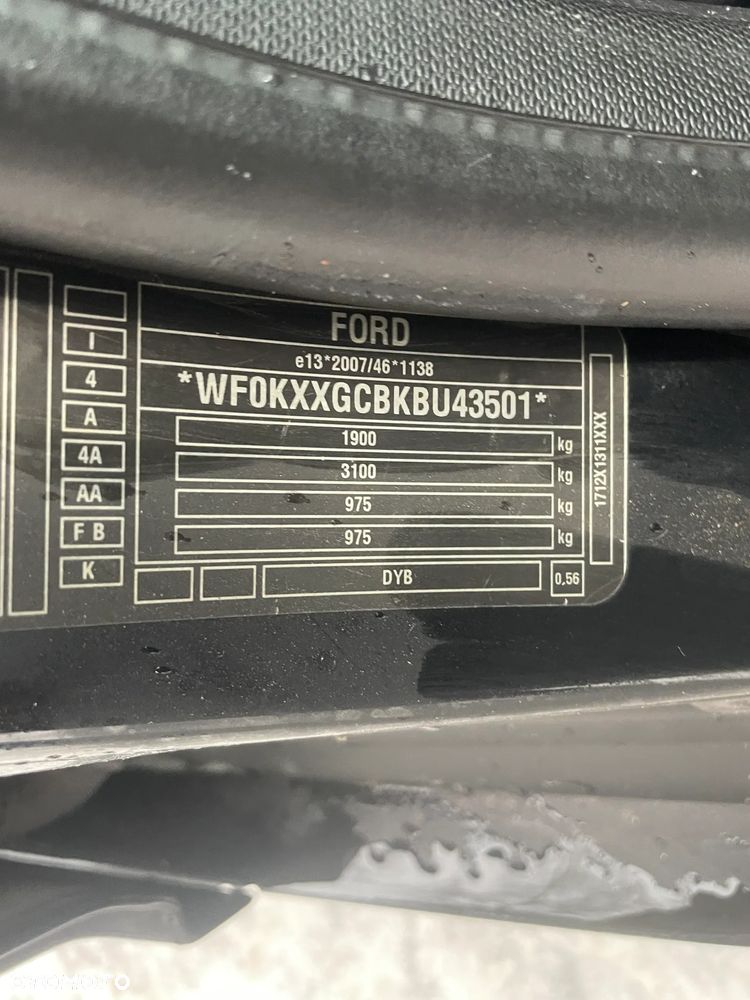 FORD
e13*2007/46*1138
*WF0KXXGCBKBU43501*
1900 kg
3100 kg
975 kg
975 kg
DYB
0.56
I
4
A
4A
AA
F B
K
1712X1311XXX